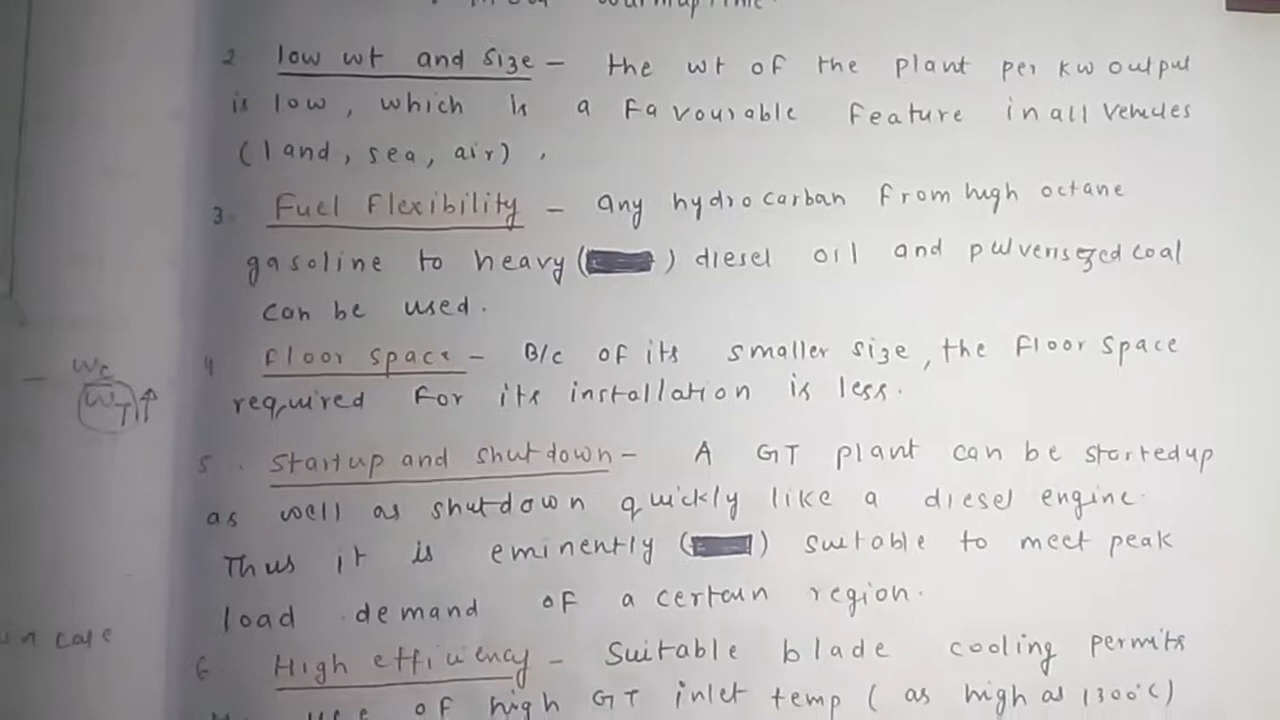 warmup time.
2. low wt and size - the wt of the plant per kw output
is low, which is a favourable feature in all vehicles
(land, sea, air).
3. Fuel Flexibility - any hydrocarban from high octane
gasoline to heavy ( ) diesel oil and pulverised coal
can be used.
4 Floor space - B/c of its smaller size, the floor space
required for its installation is less.
Wc
WT↑
5. Startup and shutdown - A GT plant can be started up
as well as shutdown quickly like a diesel engine.
Thus it is eminently ( ) suitable to meet peak
load demand of a certain region.
in case
6 High efficiency - Suitable blade cooling permits
use of high GT inlet temp (as high as 1300°C)